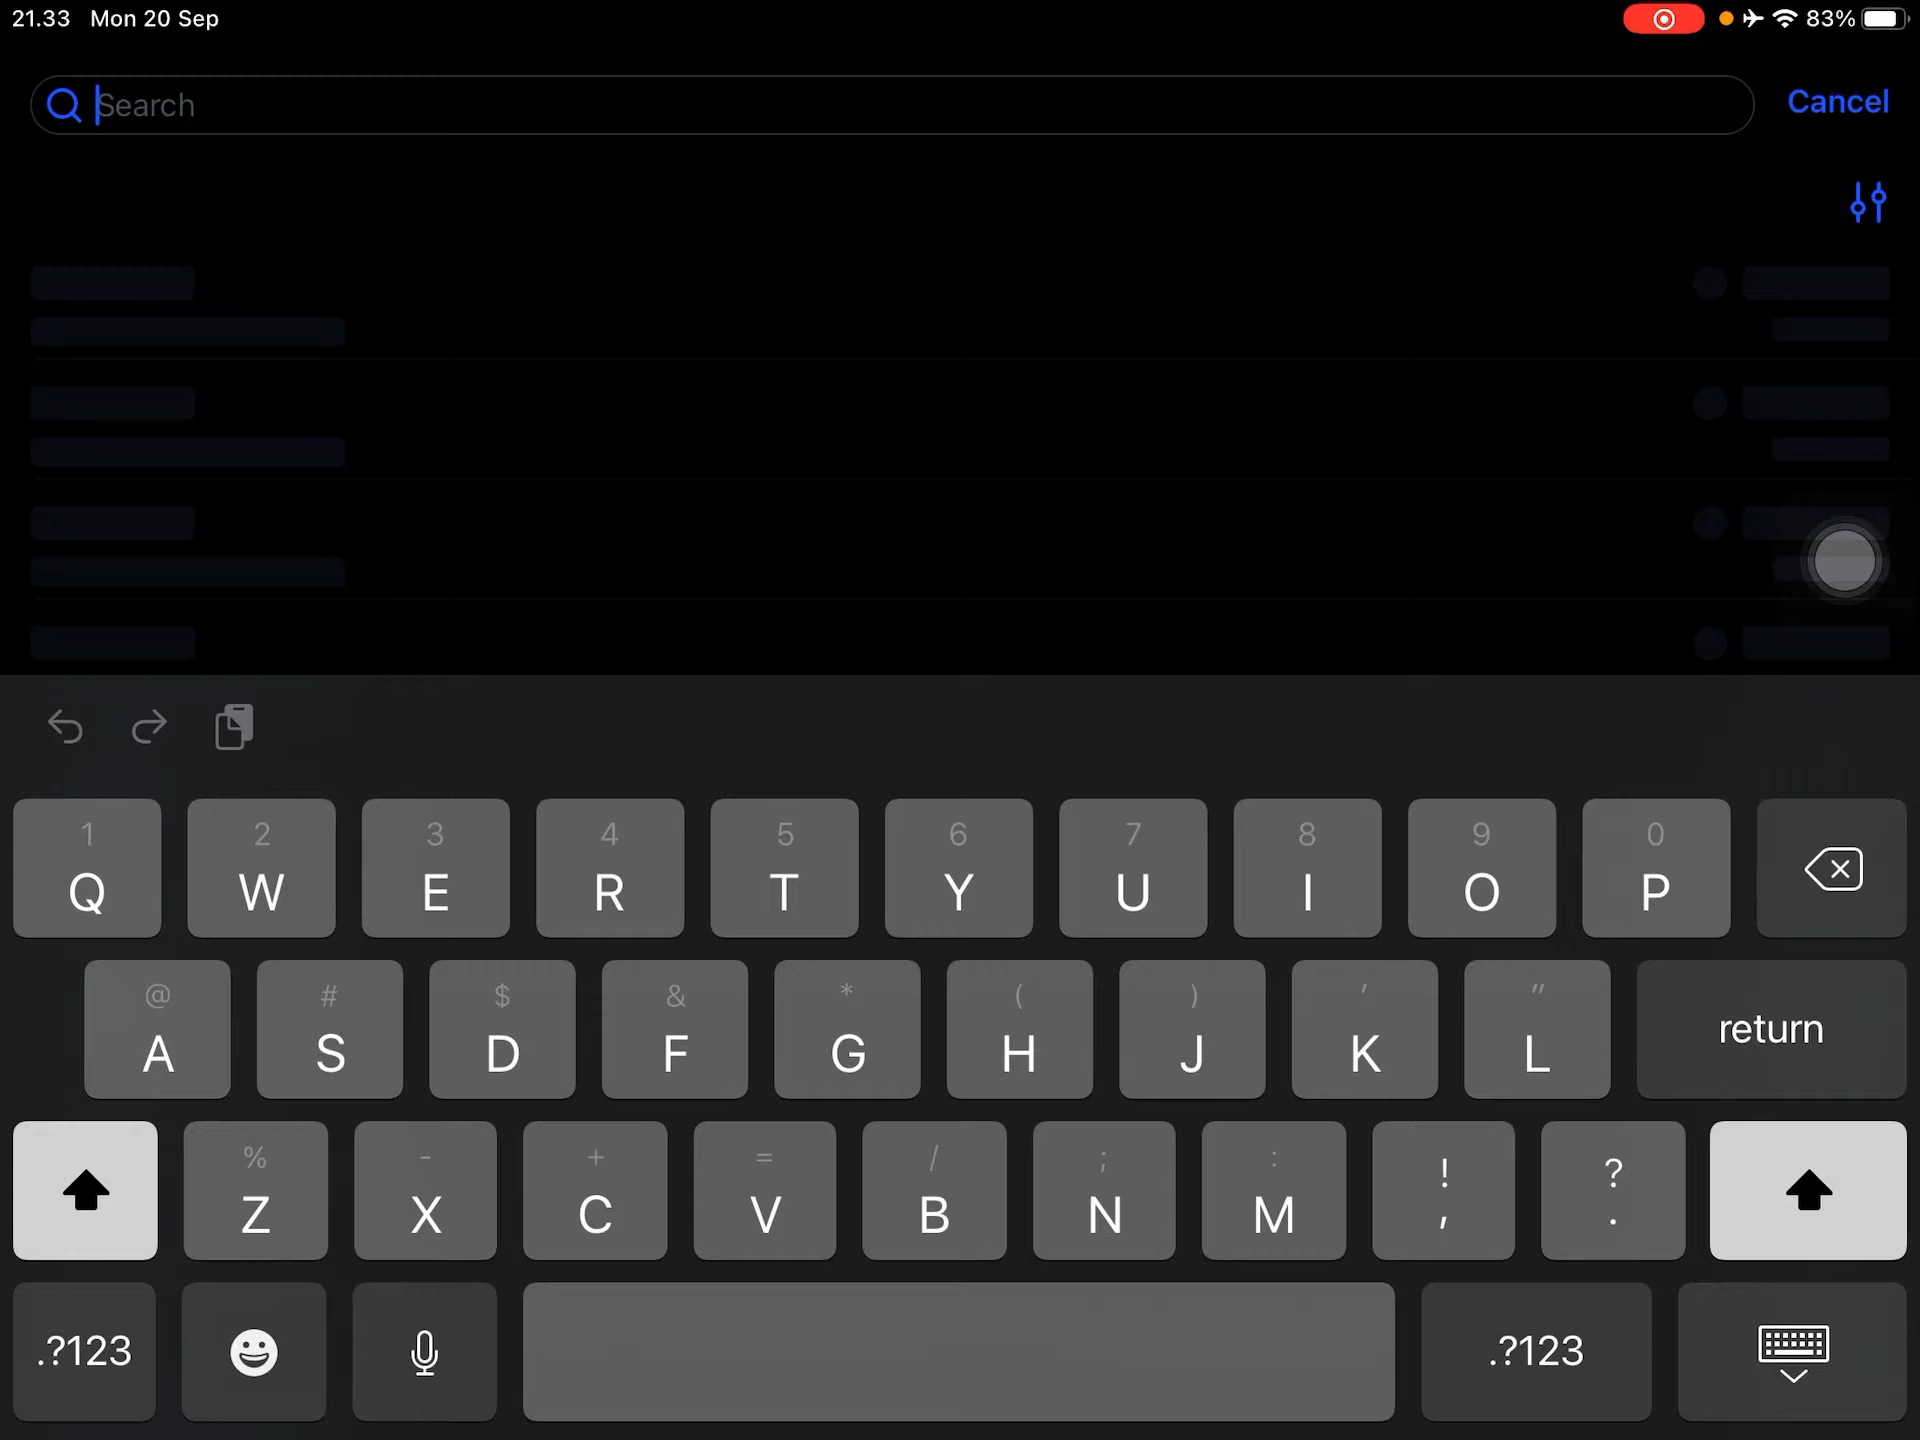 21.33 Mon 20 Sep 83%
Search Cancel
1 2 3 4 5 6 7 8 9 0
Q W E R T Y U I O P
@ # $ & * ( ) ' "
A S D F G H J K L return
% - + = / ; : ! ?
Z X C V B N M , .
.?123 .?123